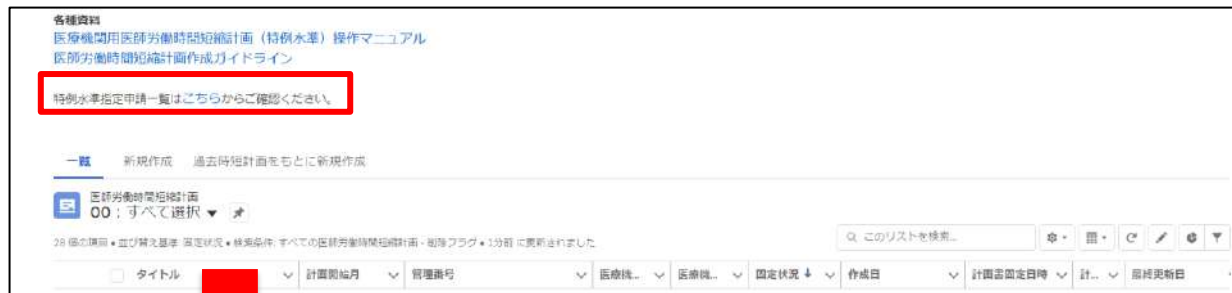 各種資料
医療機関用医師労働時間短縮計画（特例水準）操作マニュアル
医師労働時間短縮計画作成ガイドライン
特例水準指定申請一覧はこちらからご確認ください。
一覧 新規作成 過去時短計画をもとに新規作成
医師労働時間短縮計画
00：すべて選択
28 個の項目 • 並び替え基準: 固定状況 • 検索条件: すべての医師労働時間短縮計画 - 削除フラグ • 1分前 に更新されました
このリストを検索...
タイトル 計画開始月 管理番号 医療機... 医療機... 固定状況 ↓ 作成日 計画書固定日時 計... 最終更新日